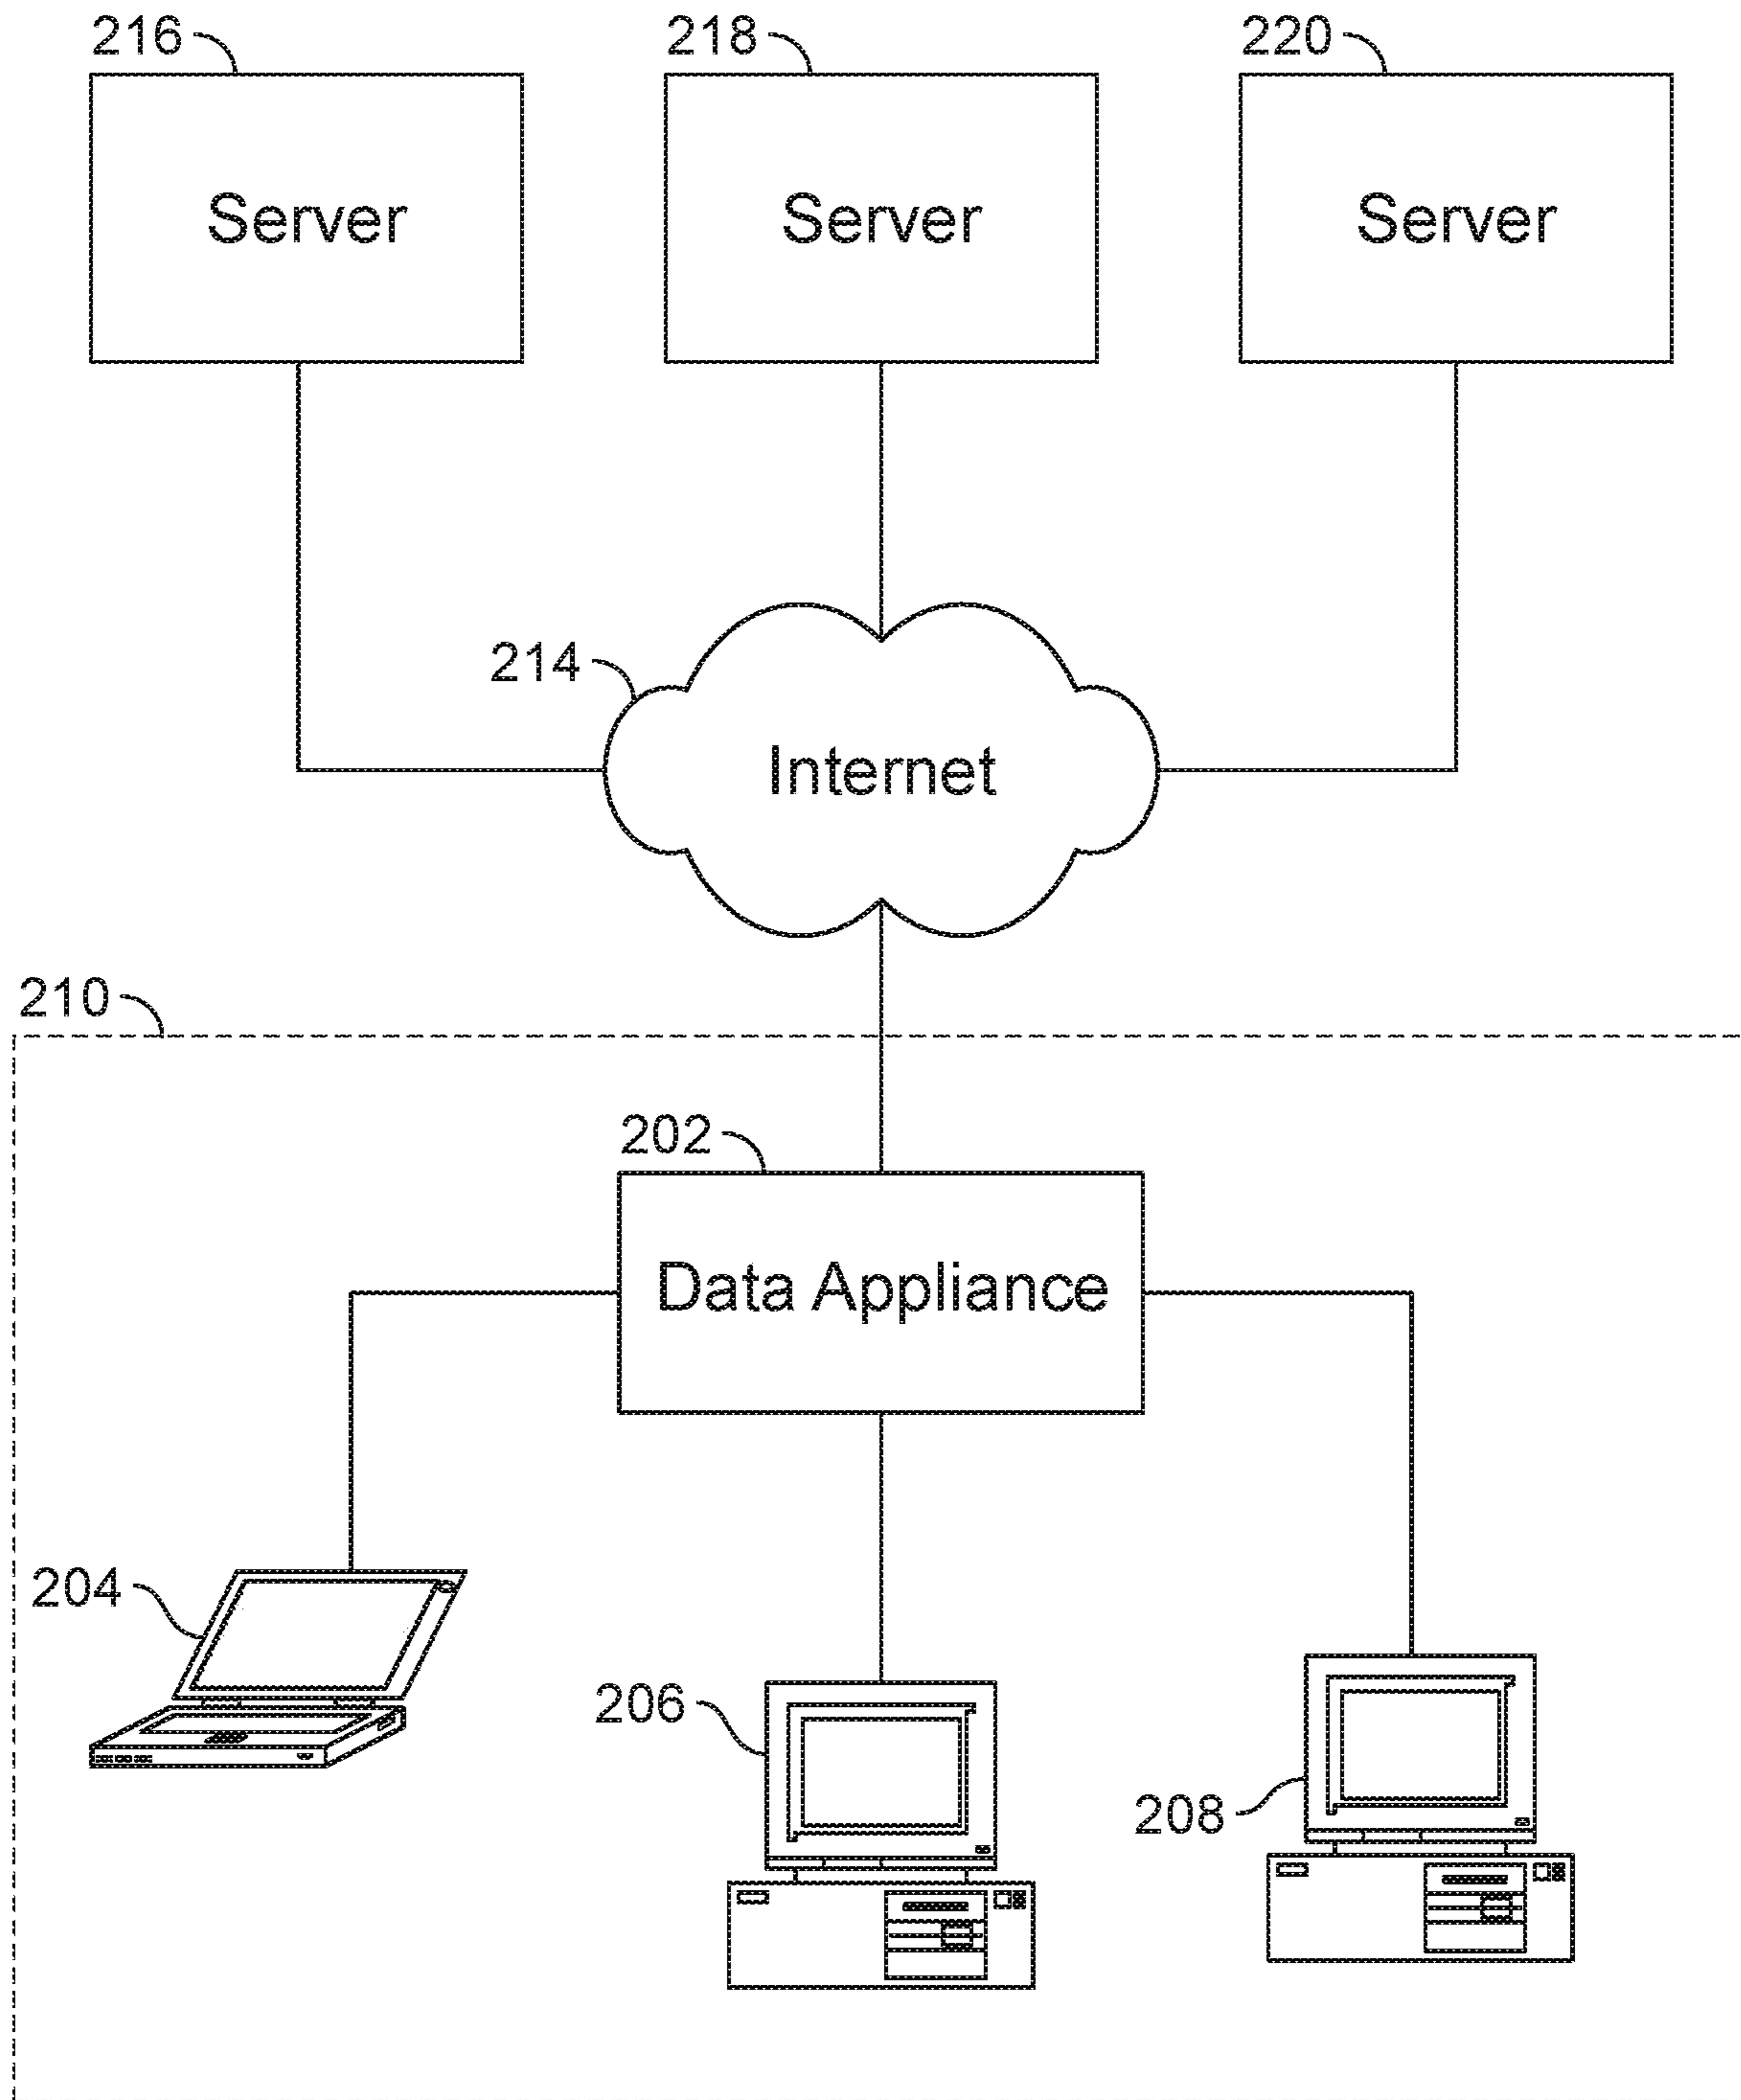 216
218
220
Server
Server
Server
214
Internet
210
202
Data Appliance
204
206
208